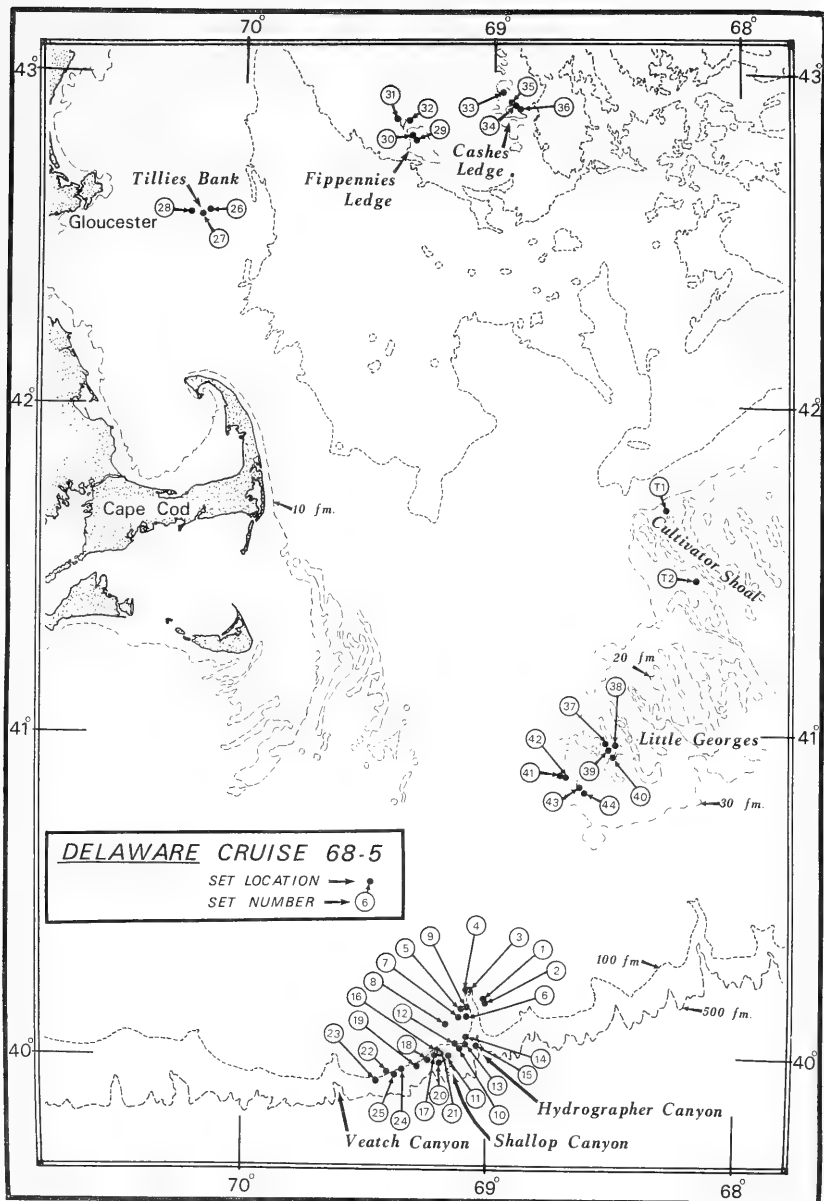 70° 69° 68°
43° 43°
31 32 33 35
30 29 34 36
Cashes
Ledge
Fippennies
Ledge
Tillies Bank
28 26
Gloucester
27
42° 42°
T1
Cape Cod
10 fm.
Cultivator Shoal
T2
20 fm
38
37
41° 41°
Little Georges
42
41 39
43 44 40
30 fm.
DELAWARE CRUISE 68-5
SET LOCATION
SET NUMBER 6
4
9 3
5 1
7 2
8 6
100 fm
16
12
19
500 fm.
23
22 18 14
40° 40°
15
25 24 17 20 21 11 13 10
Hydrographer Canyon
Veatch Canyon Shallop Canyon
70° 69° 68°